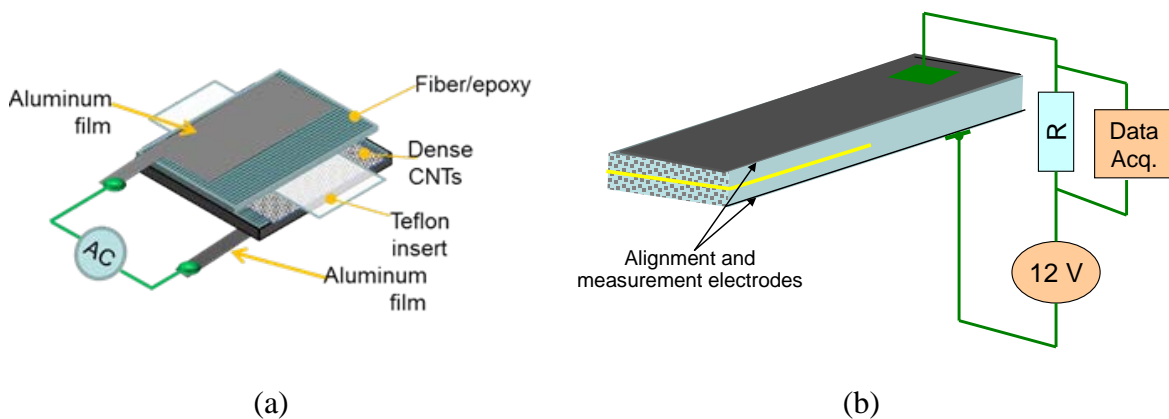 Aluminum
film
Fiber/epoxy
Dense
CNTs
Teflon
insert
AC
Aluminum
film
(a)
R
Data
Acq.
Alignment and
measurement electrodes
12 V
(b)